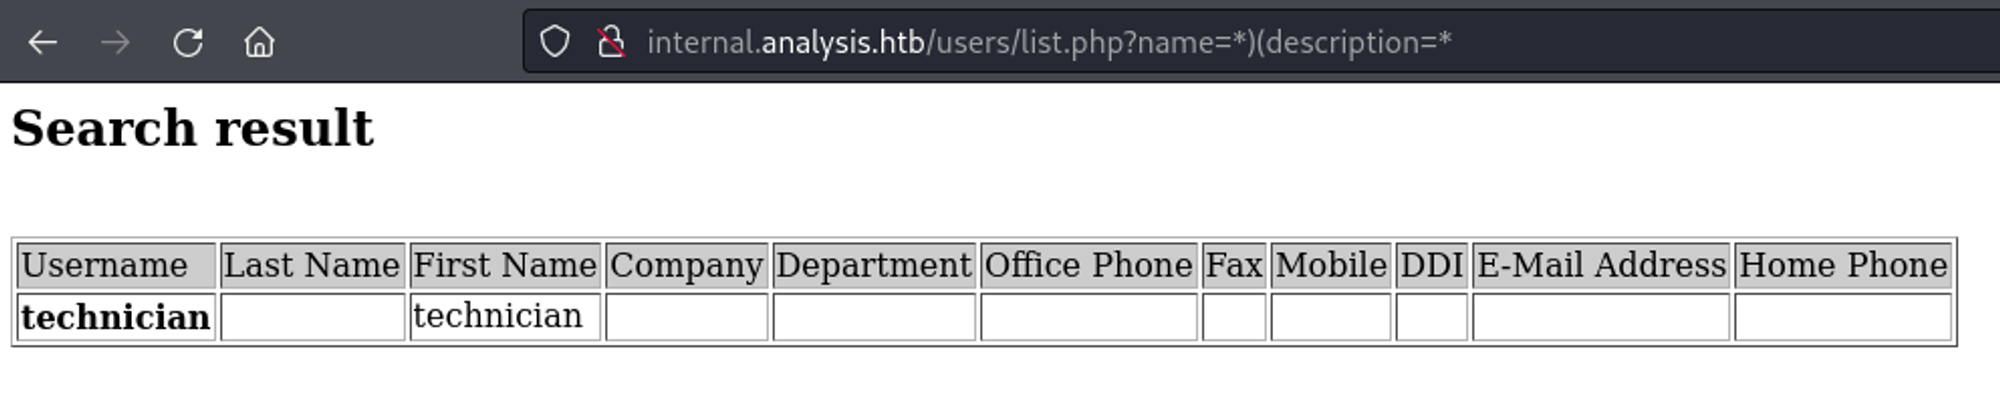 internal.analysis.htb/users/list.php?name=*)(description=*
Search result
Username Last Name First Name Company Department Office Phone Fax Mobile DDI E-Mail Address Home Phone
technician technician